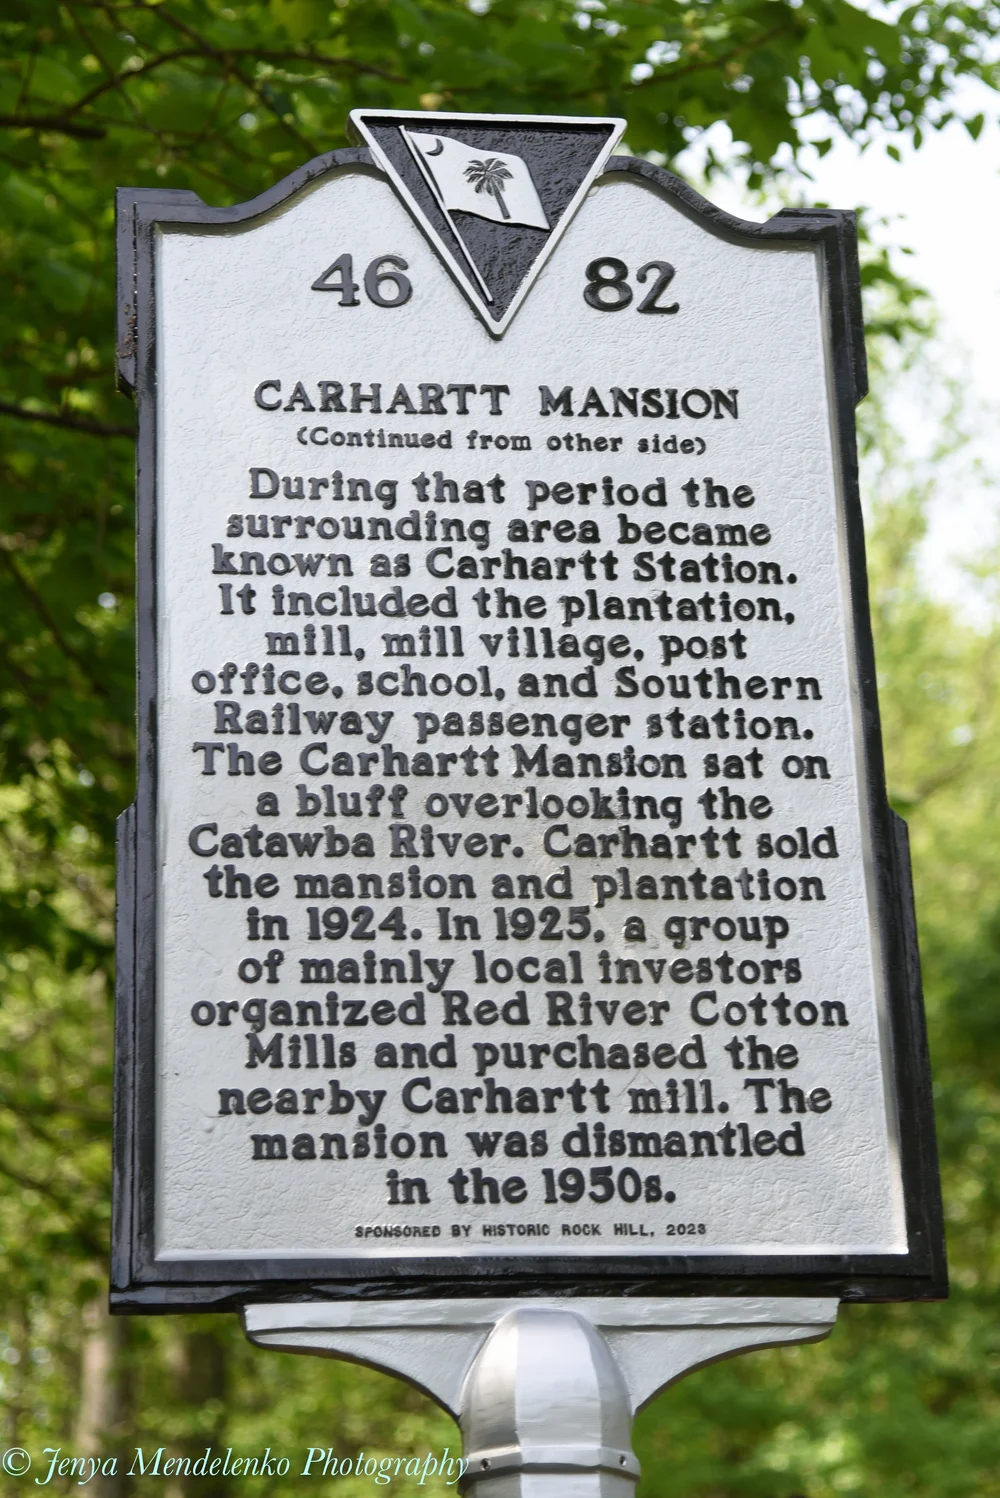 46 82
CARHARTT MANSION
(Continued from other side)
During that period the
surrounding area became
known as Carhartt Station.
It included the plantation,
mill, mill village, post
office, school, and Southern
Railway passenger station.
The Carhartt Mansion sat on
a bluff overlooking the
Catawba River. Carhartt sold
the mansion and plantation
in 1924. In 1925, a group
of mainly local investors
organized Red River Cotton
Mills and purchased the
nearby Carhartt mill. The
mansion was dismantled
in the 1950s.
SPONSORED BY HISTORIC ROCK HILL, 2023
© Jenya Mendelenko Photography